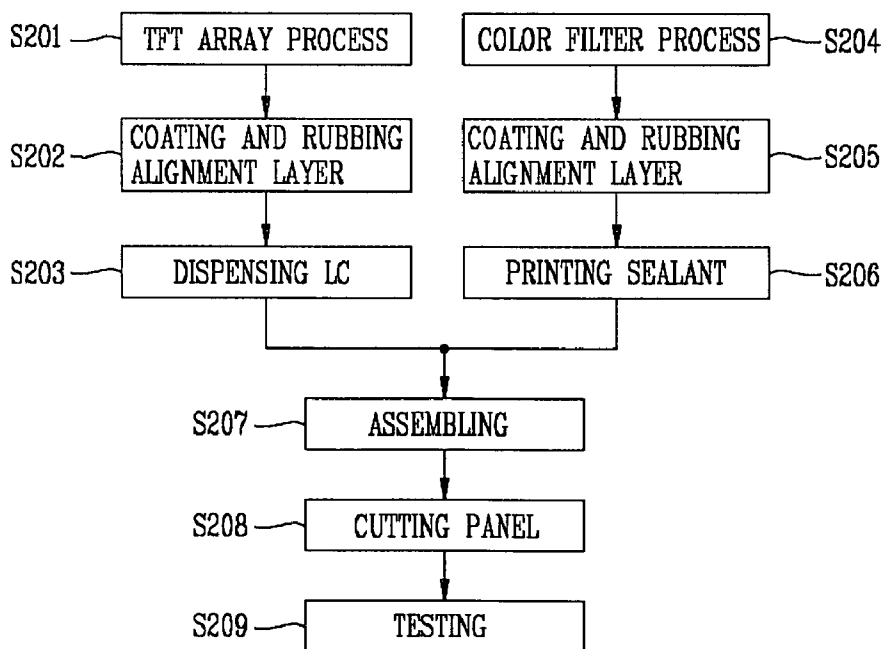 S201
TFT ARRAY PROCESS
COLOR FILTER PROCESS
S204
S202
COATING AND RUBBING
ALIGNMENT LAYER
COATING AND RUBBING
ALIGNMENT LAYER
S205
S203
DISPENSING LC
PRINTING SEALANT
S206
S207
ASSEMBLING
S208
CUTTING PANEL
S209
TESTING